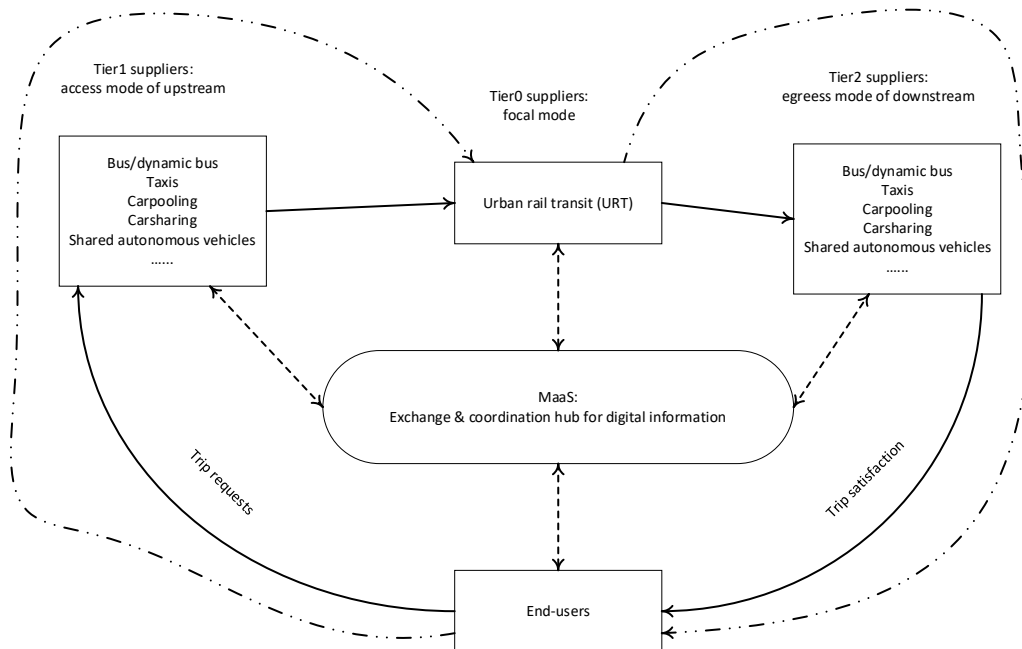 Tier1 suppliers:
access mode of upstream
Tier0 suppliers:
focal mode
Tier2 suppliers:
egreess mode of downstream
Bus/dynamic bus
Taxis
Carpooling
Carsharing
Shared autonomous vehicles
......
Urban rail transit (URT)
Bus/dynamic bus
Taxis
Carpooling
Carsharing
Shared autonomous vehicles
......
MaaS:
Exchange & coordination hub for digital information
Trip requests
Trip satisfaction
End-users